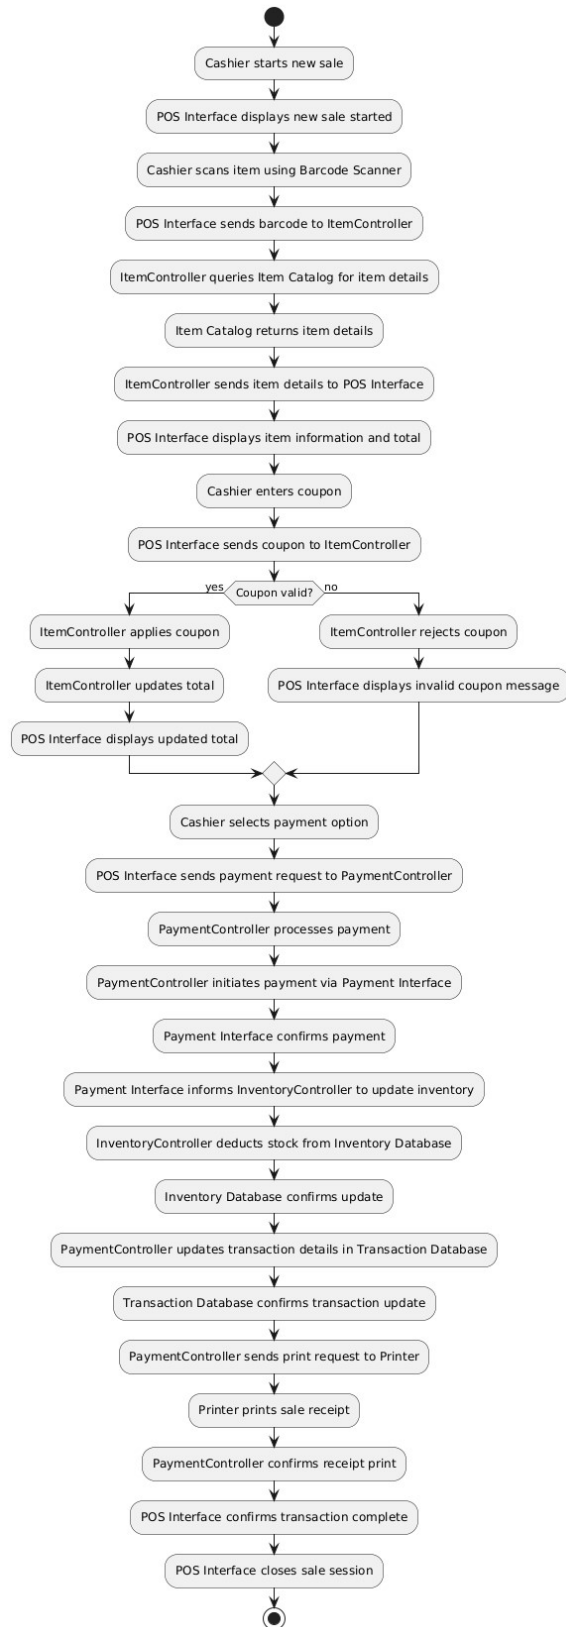 Cashier starts new sale
POS Interface displays new sale started
Cashier scans item using Barcode Scanner
POS Interface sends barcode to ItemController
ItemController queries Item Catalog for item details
Item Catalog returns item details
ItemController sends item details to POS Interface
POS Interface displays item information and total
Cashier enters coupon
POS Interface sends coupon to ItemController
yes
Coupon valid?
no
ItemController applies coupon
ItemController updates total
POS Interface displays updated total
ItemController rejects coupon
POS Interface displays invalid coupon message
Cashier selects payment option
POS Interface sends payment request to PaymentController
PaymentController processes payment
PaymentController initiates payment via Payment Interface
Payment Interface confirms payment
Payment Interface informs InventoryController to update inventory
InventoryController deducts stock from Inventory Database
Inventory Database confirms update
PaymentController updates transaction details in Transaction Database
Transaction Database confirms transaction update
PaymentController sends print request to Printer
Printer prints sale receipt
PaymentController confirms receipt print
POS Interface confirms transaction complete
POS Interface closes sale session